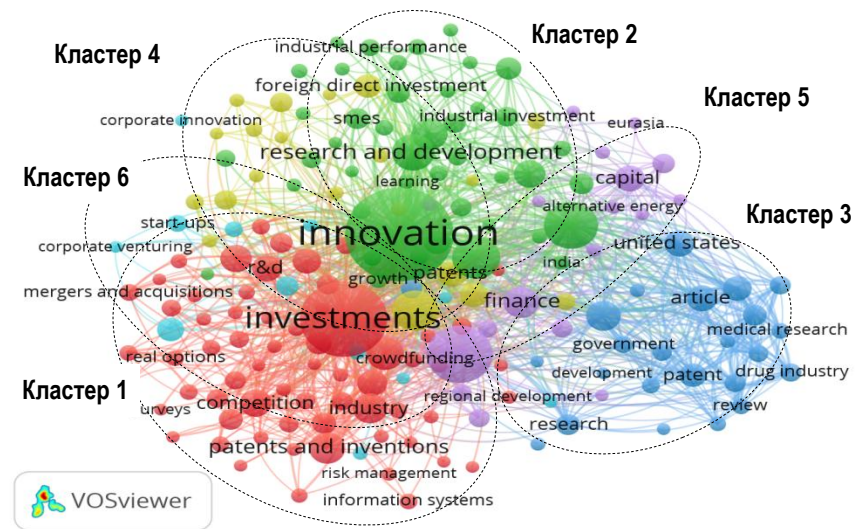 Кластер 2
industrial performance
Кластер 4
foreign direct investment
Кластер 5
corporate innovation
smes
industrial investment
eurasia
research and development
Кластер 6
learning
capital
alternative energy
Кластер 3
start-ups
innovation
united states
corporate venturing
r&d
india
growth
patents
mergers and acquisitions
finance
article
investments
medical research
real options
crowdfunding
government
development
patent
drug industry
Кластер 1
regional development
urveys
competition
industry
review
research
patents and inventions
risk management
information systems
VOSviewer